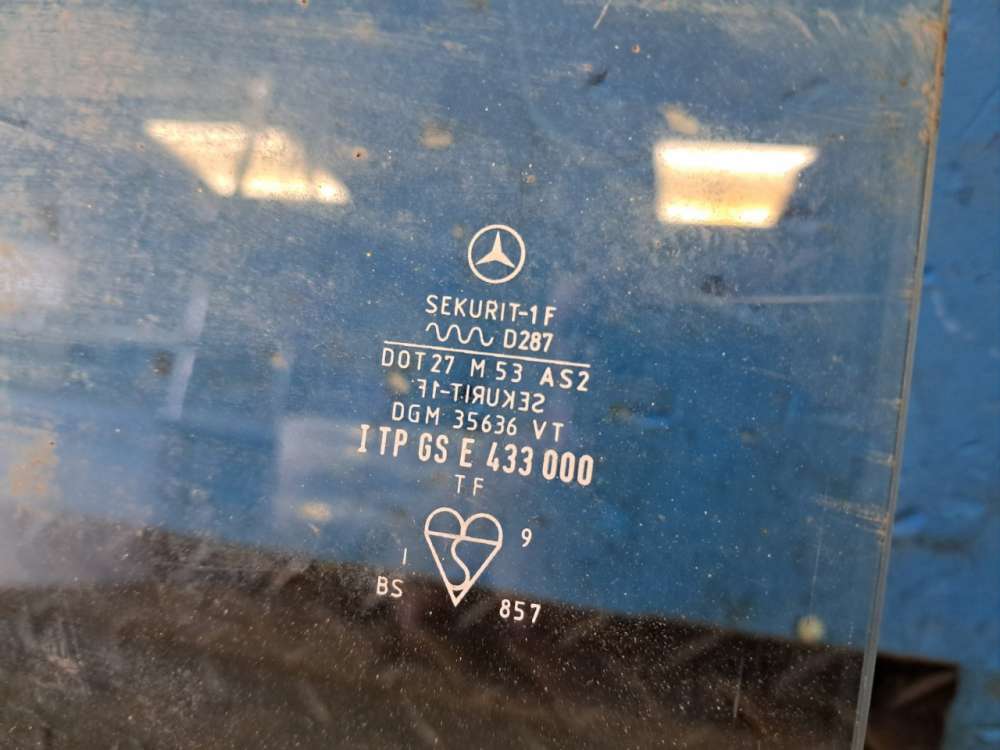 SEKURIT-1F
D287
DOT27 M53 AS2
SEKURIT-1F
DGM 35636 VT
I TP GS E 433 000
TF
I 9
BS 857